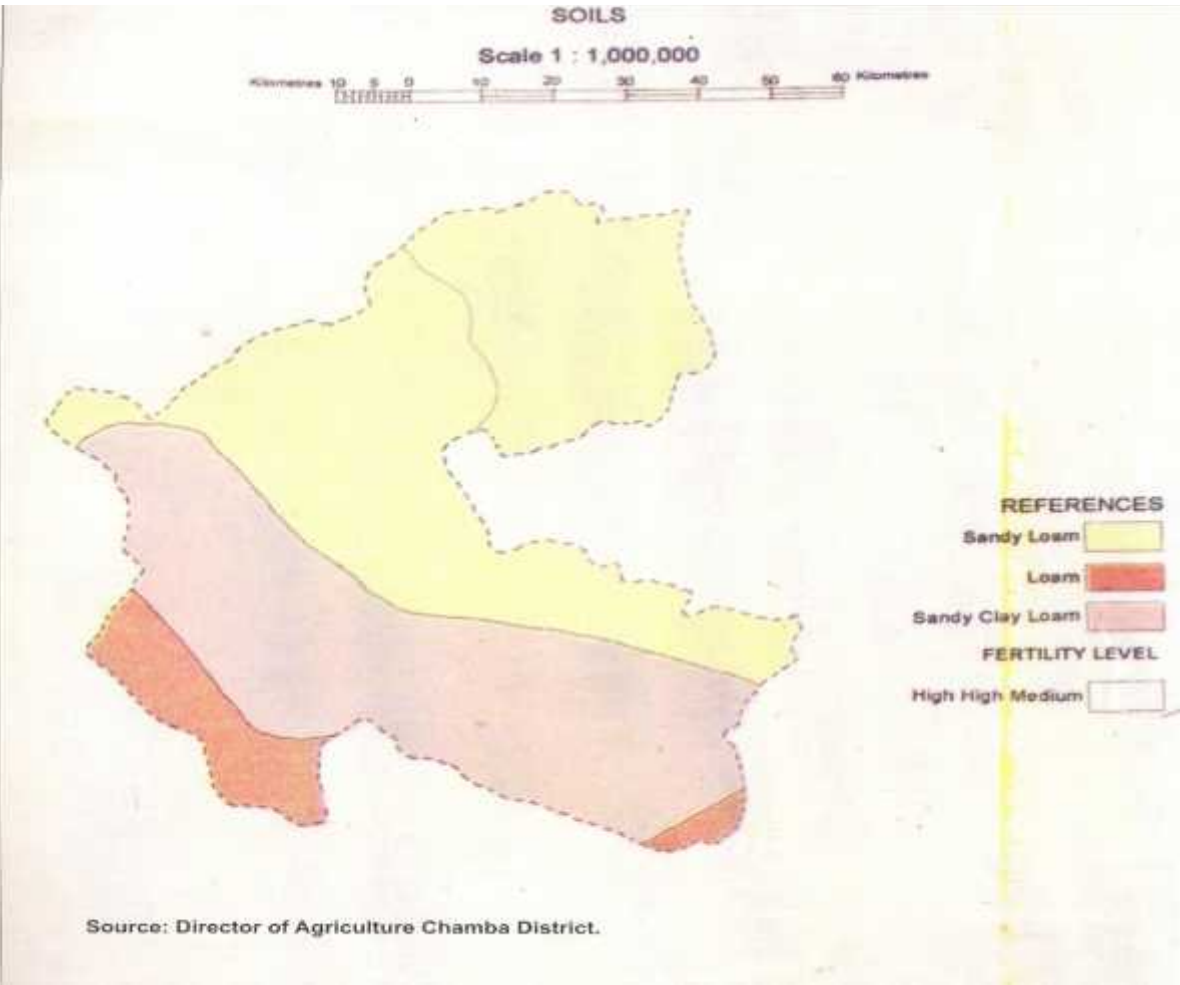 SOILS
Scale 1 : 1,000,000
Kilometres 10 5 0 10 20 30 40 50 60 Kilometres
REFERENCES
Sandy Loam
Loam
Sandy Clay Loam
FERTILITY LEVEL
High High Medium
Source: Director of Agriculture Chamba District.